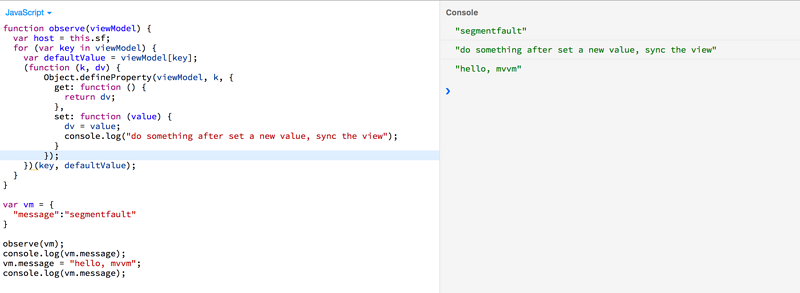 JavaScript
function observe(viewModel) {
  var host = this.sf;
  for (var key in viewModel) {
    var defaultValue = viewModel[key];
    (function (k, dv) {
        Object.defineProperty(viewModel, k, {
          get: function () {
            return dv;
          },
          set: function (value) {
            dv = value;
            console.log("do something after set a new value, sync the view");
          }
        });
    })(key, defaultValue);
  }
}
var vm = {
  "message":"segmentfault"
}
observe(vm);
console.log(vm.message);
vm.message = "hello, mvvm";
console.log(vm.message);
Console
"segmentfault"
"do something after set a new value, sync the view"
"hello, mvvm"